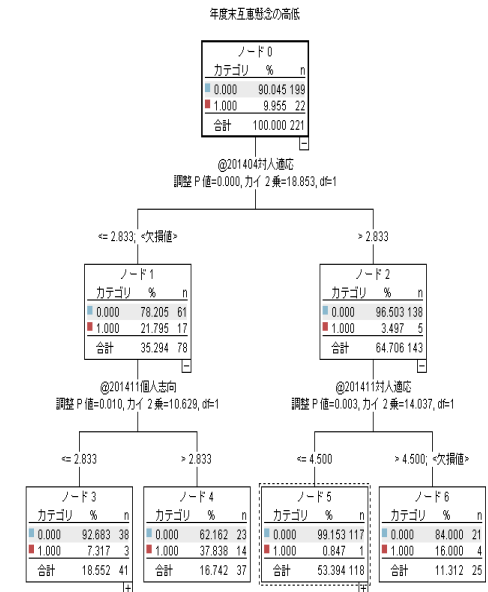 年度末互恵懸念の高低
ノード 0
カテゴリ % n
0.000 90.045 199
1.000 9.955 22
合計 100.000 221
@201404対人適応
調整 P 値=0.000, カイ 2 乗=18.853, df=1
<= 2.833; <欠損値>
> 2.833
ノード 1
カテゴリ % n
0.000 78.205 61
1.000 21.795 17
合計 35.294 78
ノード 2
カテゴリ % n
0.000 96.503 138
1.000 3.497 5
合計 64.706 143
@201411個人志向
調整 P 値=0.010, カイ 2 乗=10.629, df=1
@201411対人適応
調整 P 値=0.003, カイ 2 乗=14.037, df=1
<= 2.833
> 2.833
<= 4.500
> 4.500; <欠損値>
ノード 3
カテゴリ % n
0.000 92.683 38
1.000 7.317 3
合計 18.552 41
ノード 4
カテゴリ % n
0.000 62.162 23
1.000 37.838 14
合計 16.742 37
ノード 5
カテゴリ % n
0.000 99.153 117
1.000 0.847 1
合計 53.394 118
ノード 6
カテゴリ % n
0.000 84.000 21
1.000 16.000 4
合計 11.312 25